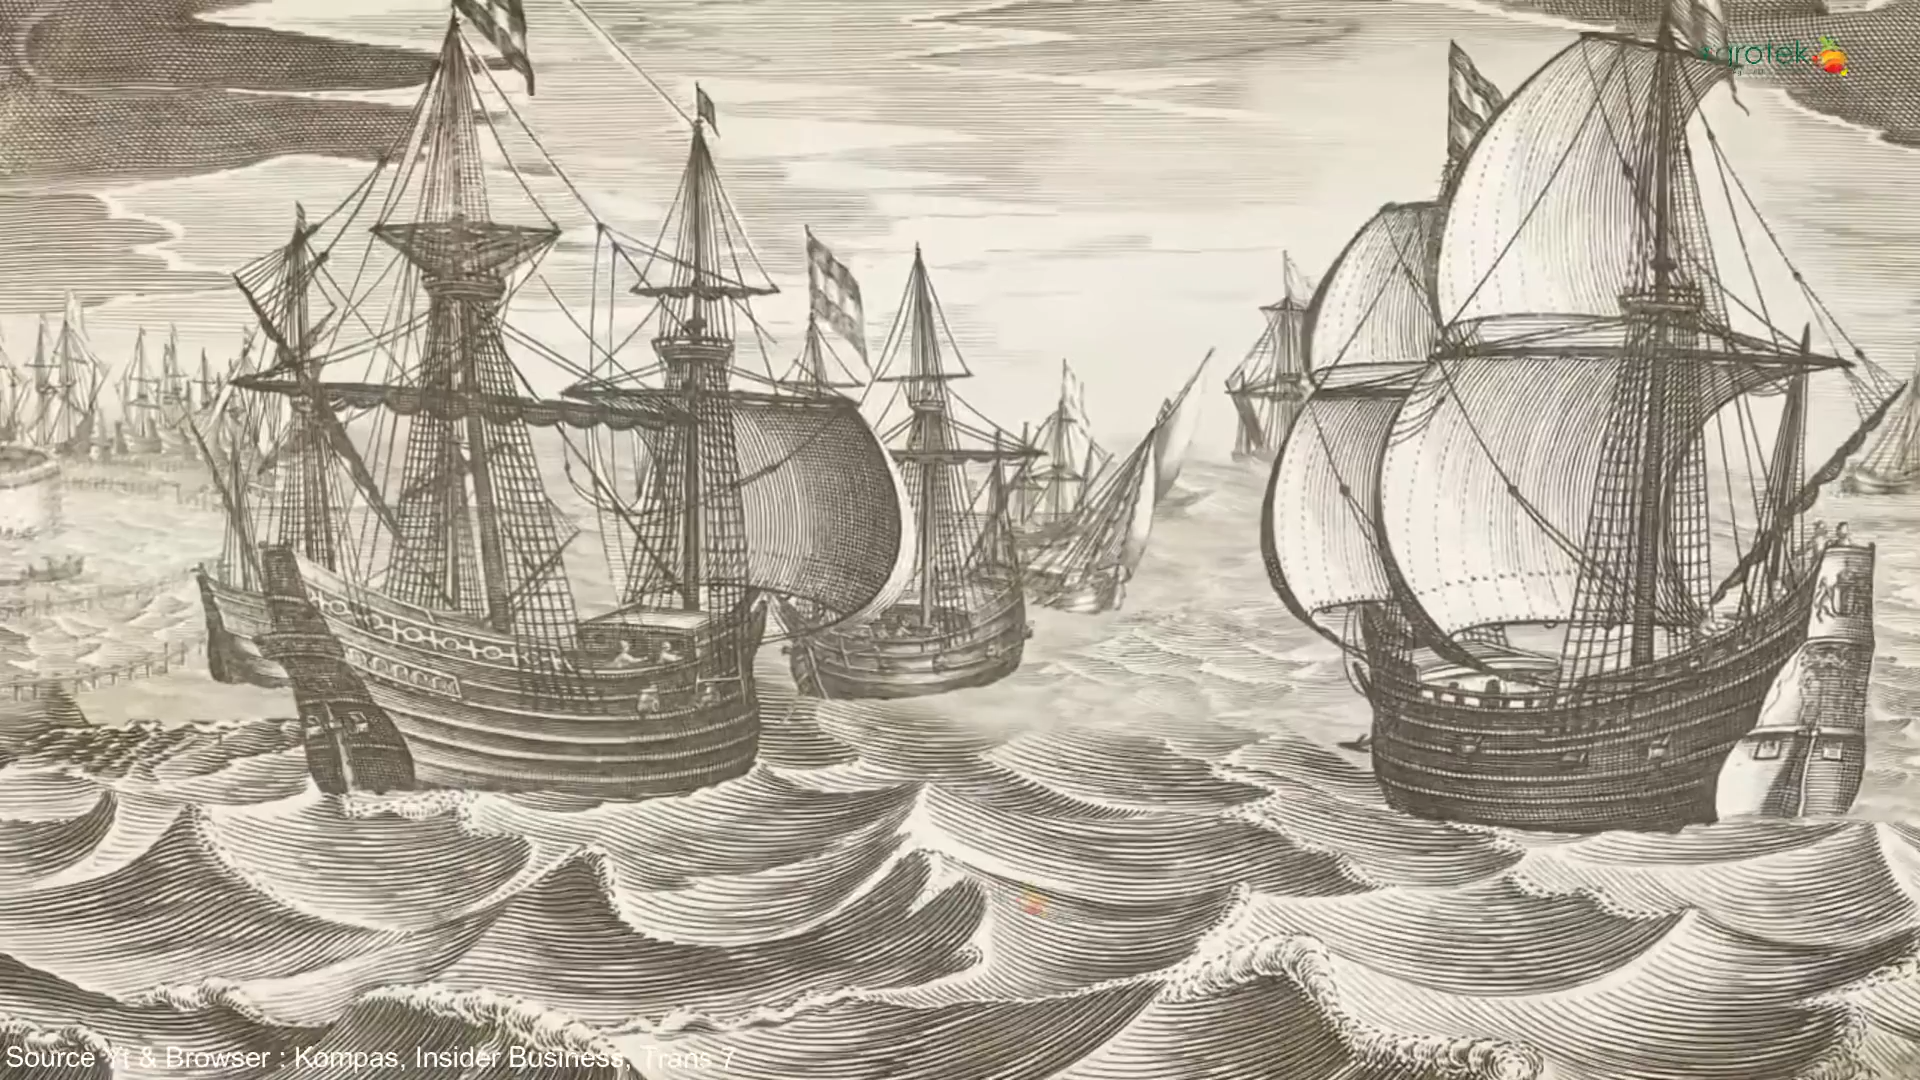 Agrotek
Source Yt & Browser : Kompas, Insider Business, Trans 7